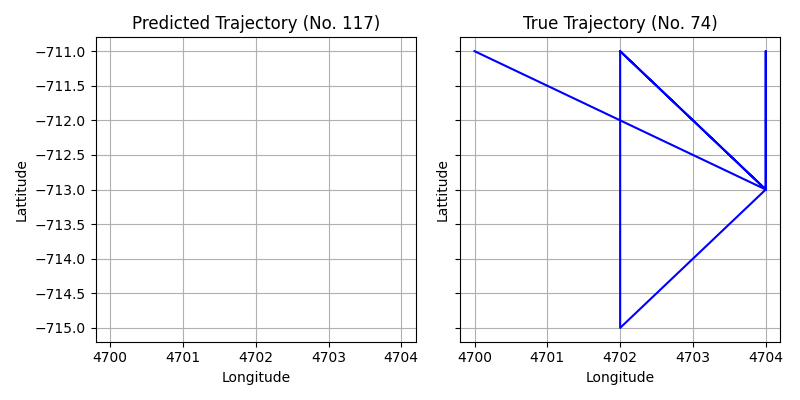 Predicted Trajectory (No. 117)
True Trajectory (No. 74)
−711.0
−711.5
−712.0
−712.5
−713.0
−713.5
−714.0
−714.5
−715.0
Lattitude
Lattitude
4700 4701 4702 4703 4704
4700 4701 4702 4703 4704
Longitude
Longitude